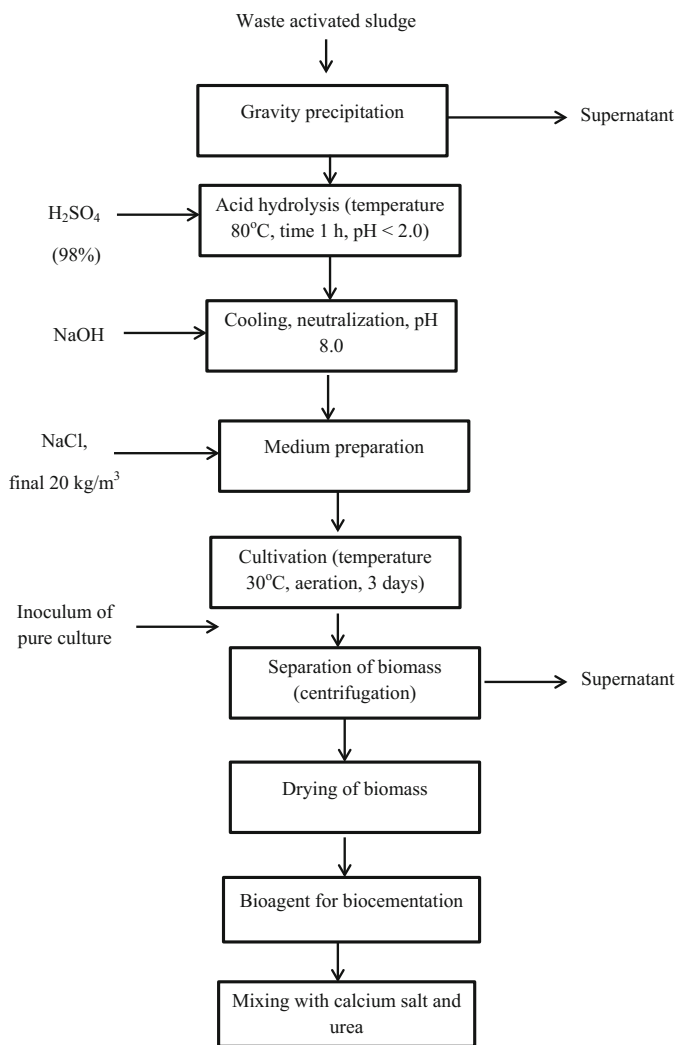 Waste activated sludge
Gravity precipitation
Supernatant
Acid hydrolysis (temperature
80°C, time 1 h, pH < 2.0)
H₂SO₄
(98%)
Cooling, neutralization, pH
8.0
NaOH
Medium preparation
NaCl,
final 20 kg/m³
Cultivation (temperature
30°C, aeration, 3 days)
Inoculum of
pure culture
Separation of biomass
(centrifugation)
Supernatant
Drying of biomass
Bioagent for biocementation
Mixing with calcium salt and
urea